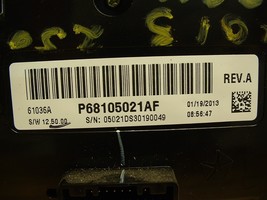 REV.A
61036A
P68105021AF
01/19/2013
S/W 12.50.00
S/N: 05021DS30190049
08:56:47